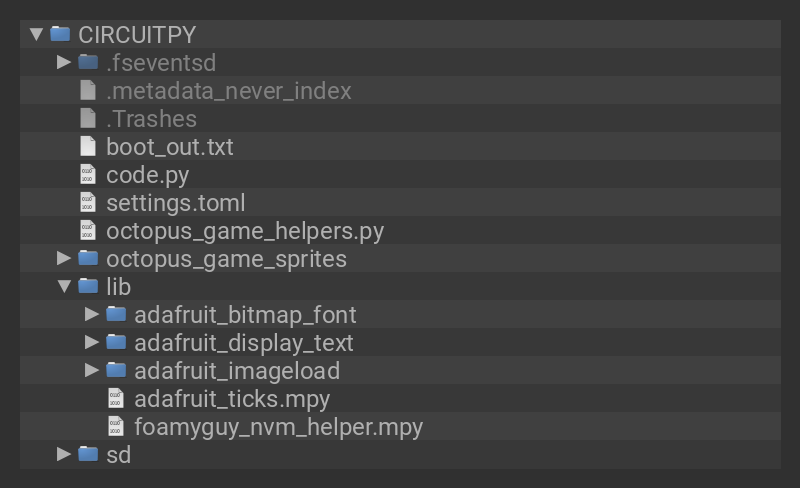 CIRCUITPY
.fseventsd
.metadata_never_index
.Trashes
boot_out.txt
code.py
settings.toml
octopus_game_helpers.py
octopus_game_sprites
lib
adafruit_bitmap_font
adafruit_display_text
adafruit_imageload
adafruit_ticks.mpy
foamyguy_nvm_helper.mpy
sd